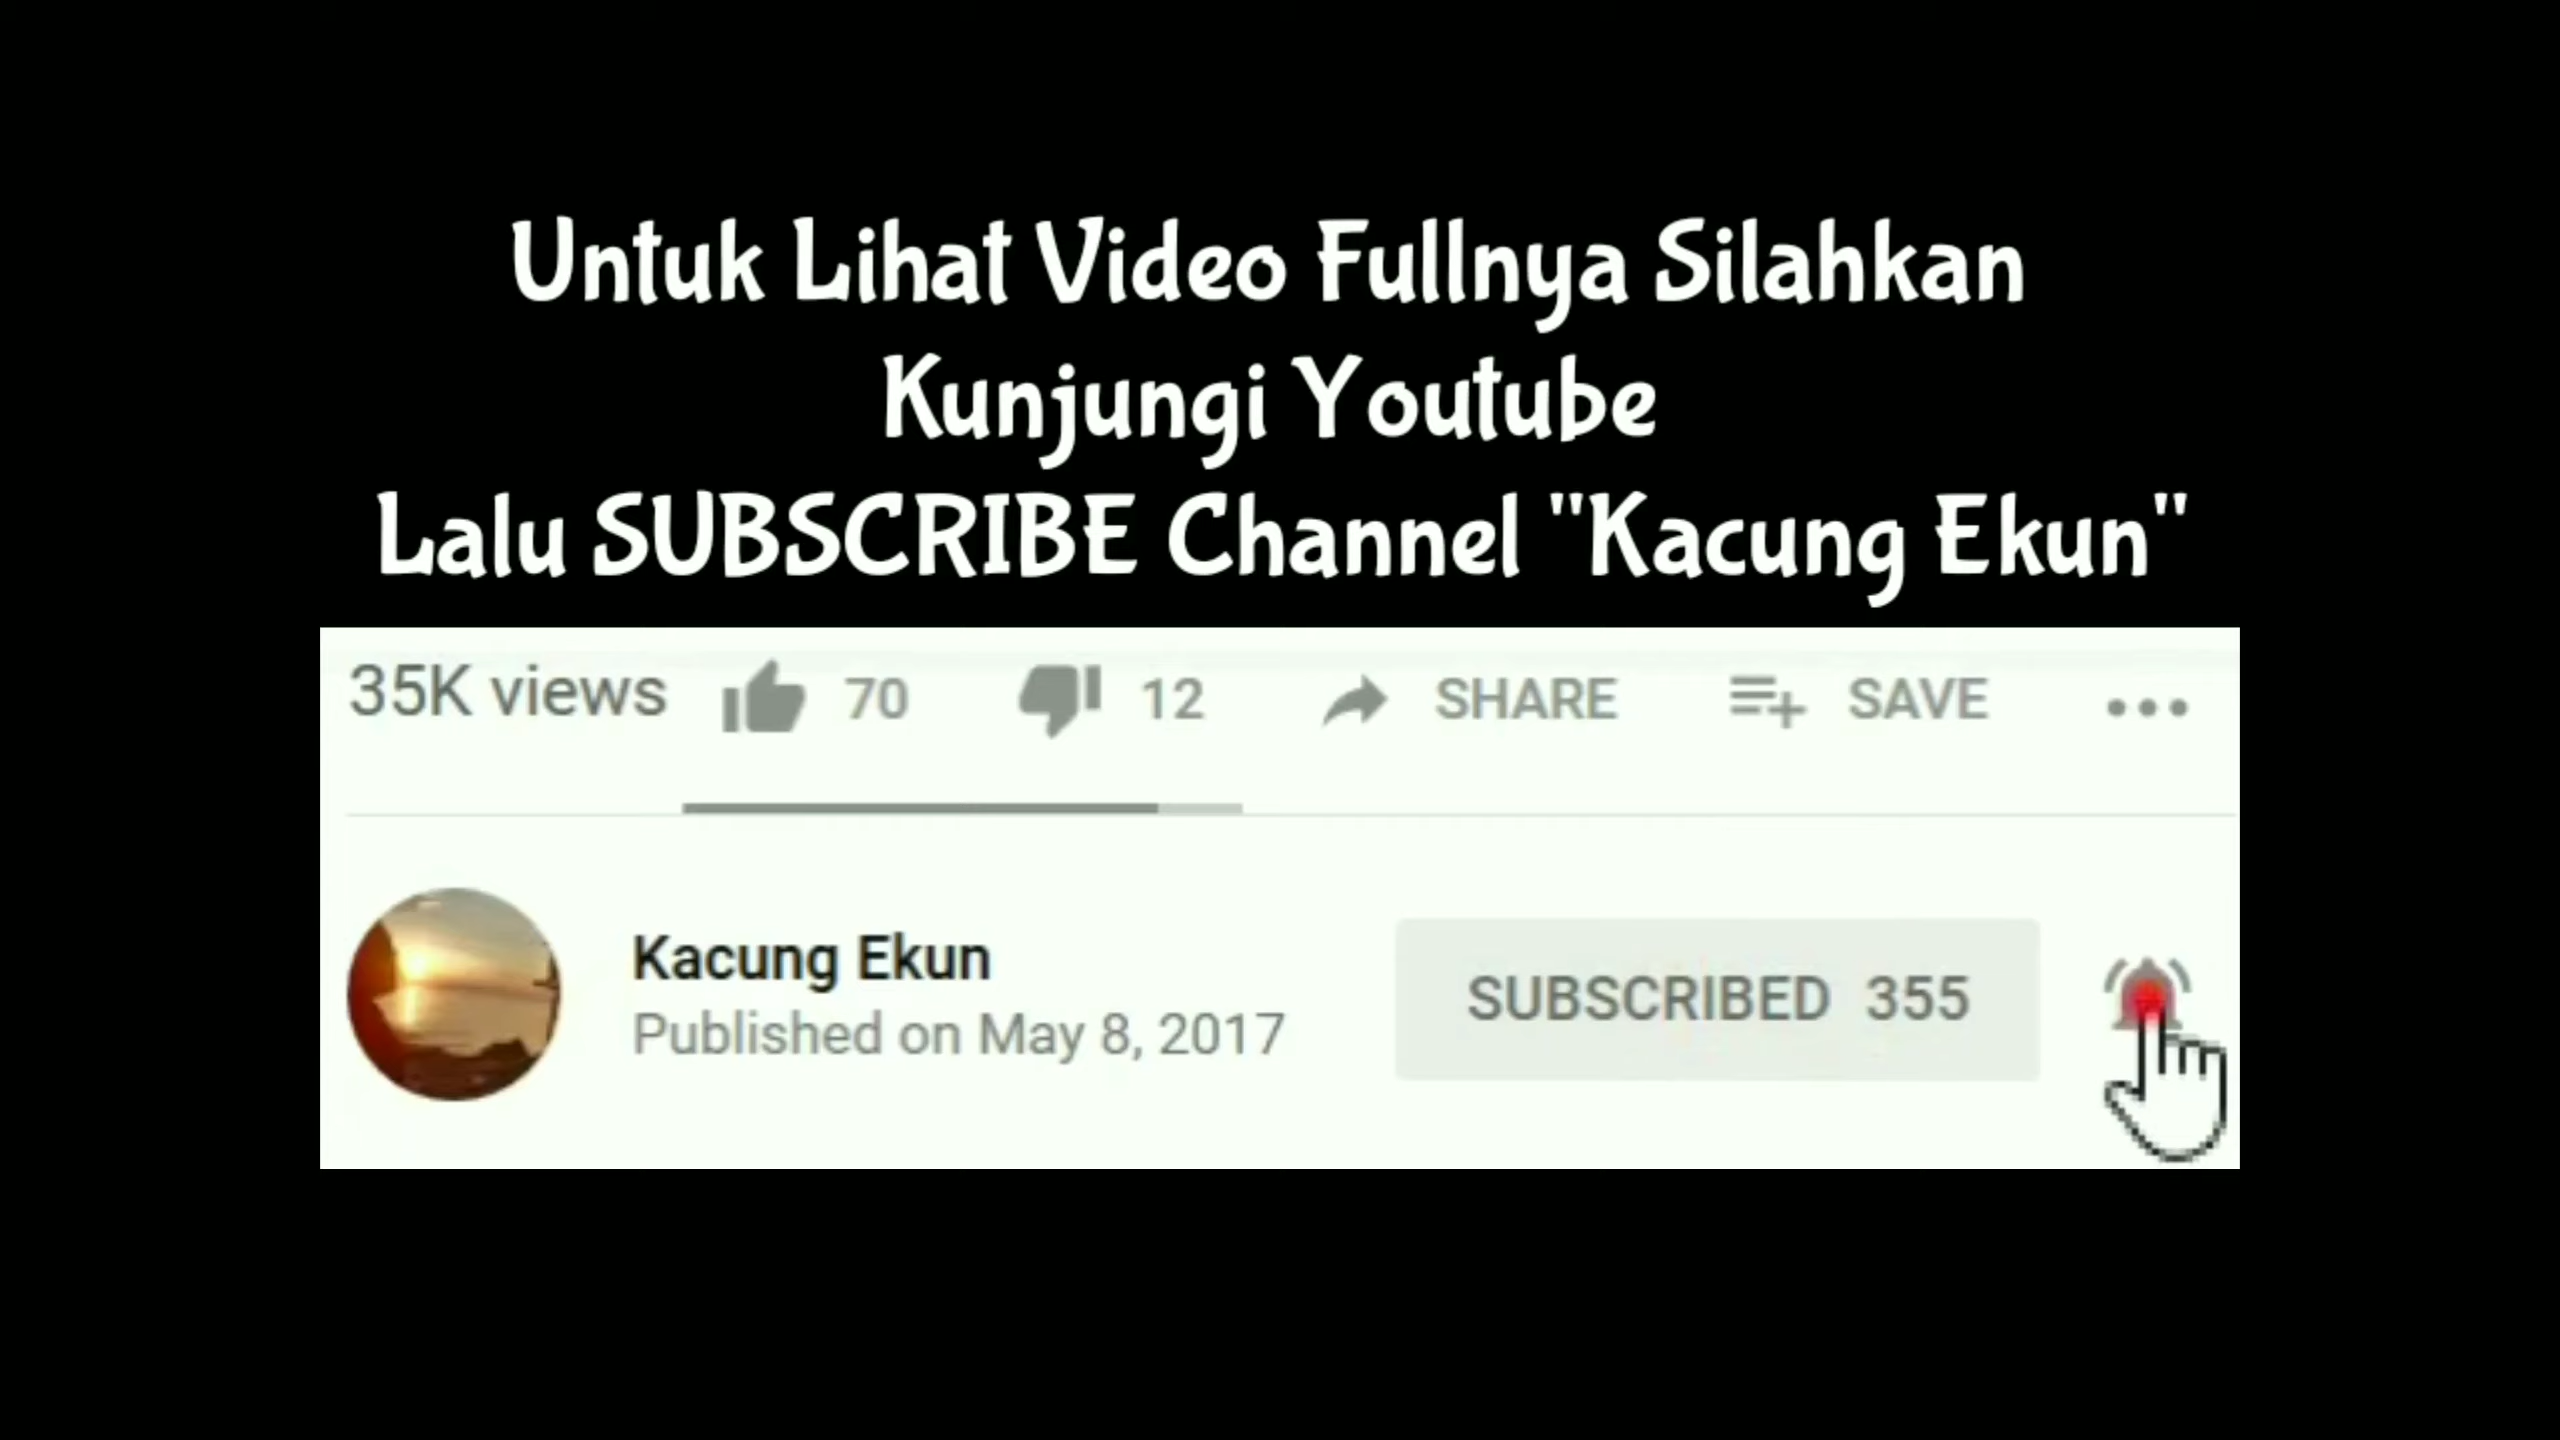 Untuk Lihat Video Fullnya Silahkan
Kunjungi Youtube
Lalu SUBSCRIBE Channel "Kacung Ekun"
35K views 70 12 SHARE SAVE
Kacung Ekun
Published on May 8, 2017
SUBSCRIBED 355